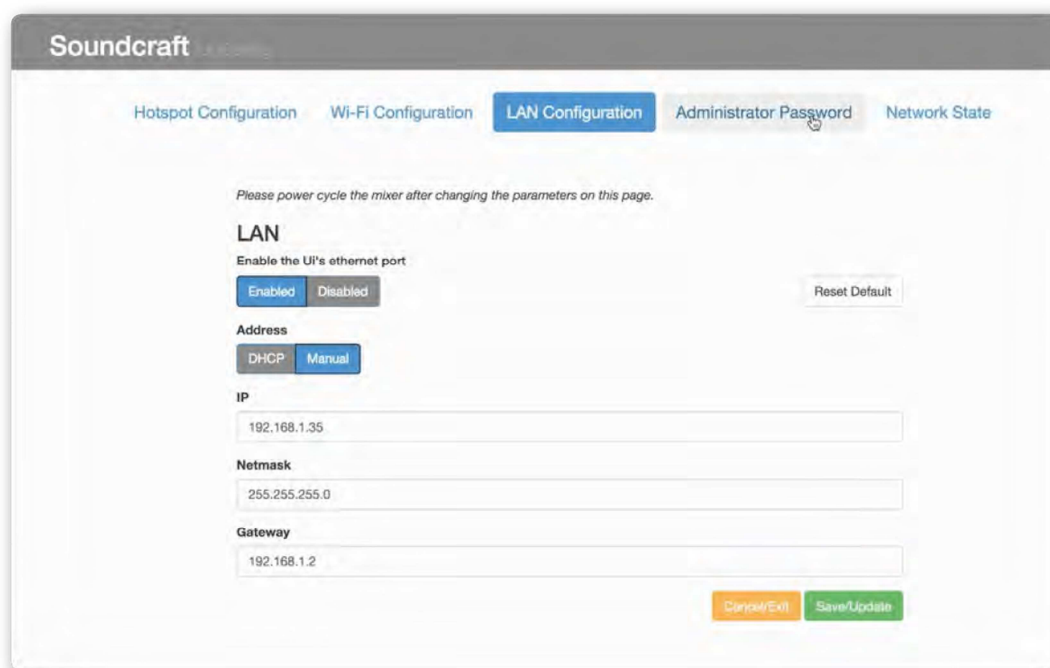 Soundcraft
Hotspot Configuration Wi-Fi Configuration LAN Configuration Administrator Password Network State
Please power cycle the mixer after changing the parameters on this page.
LAN
Enable the Ui's ethernet port
Enabled Disabled Reset Default
Address
DHCP Manual
IP
192.168.1.35
Netmask
255.255.255.0
Gateway
192.168.1.2
Cancel/Exit Save/Update